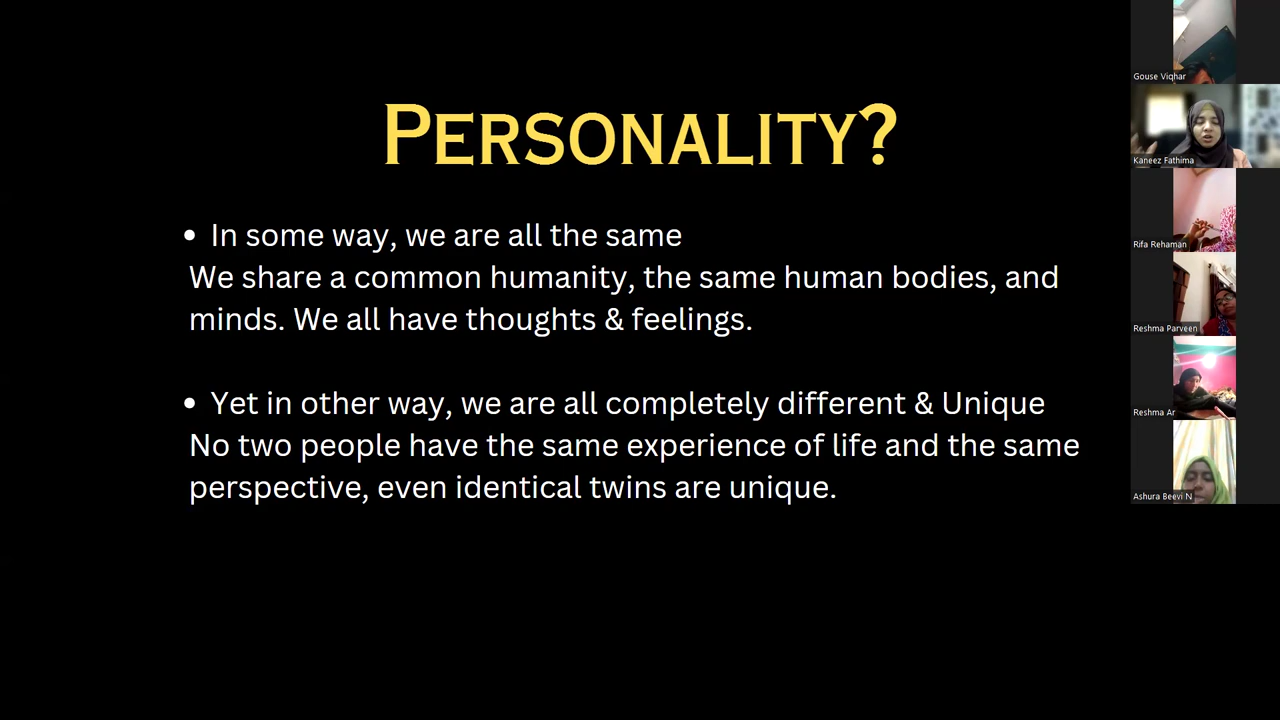 PERSONALITY?
• In some way, we are all the same
We share a common humanity, the same human bodies, and
minds. We all have thoughts & feelings.
• Yet in other way, we are all completely different & Unique
No two people have the same experience of life and the same
perspective, even identical twins are unique.
Gouse Viqhar
Kaneez Fathima
Rifa Rehaman
Reshma Parveen
Reshma Ar
Ashura Beevi N